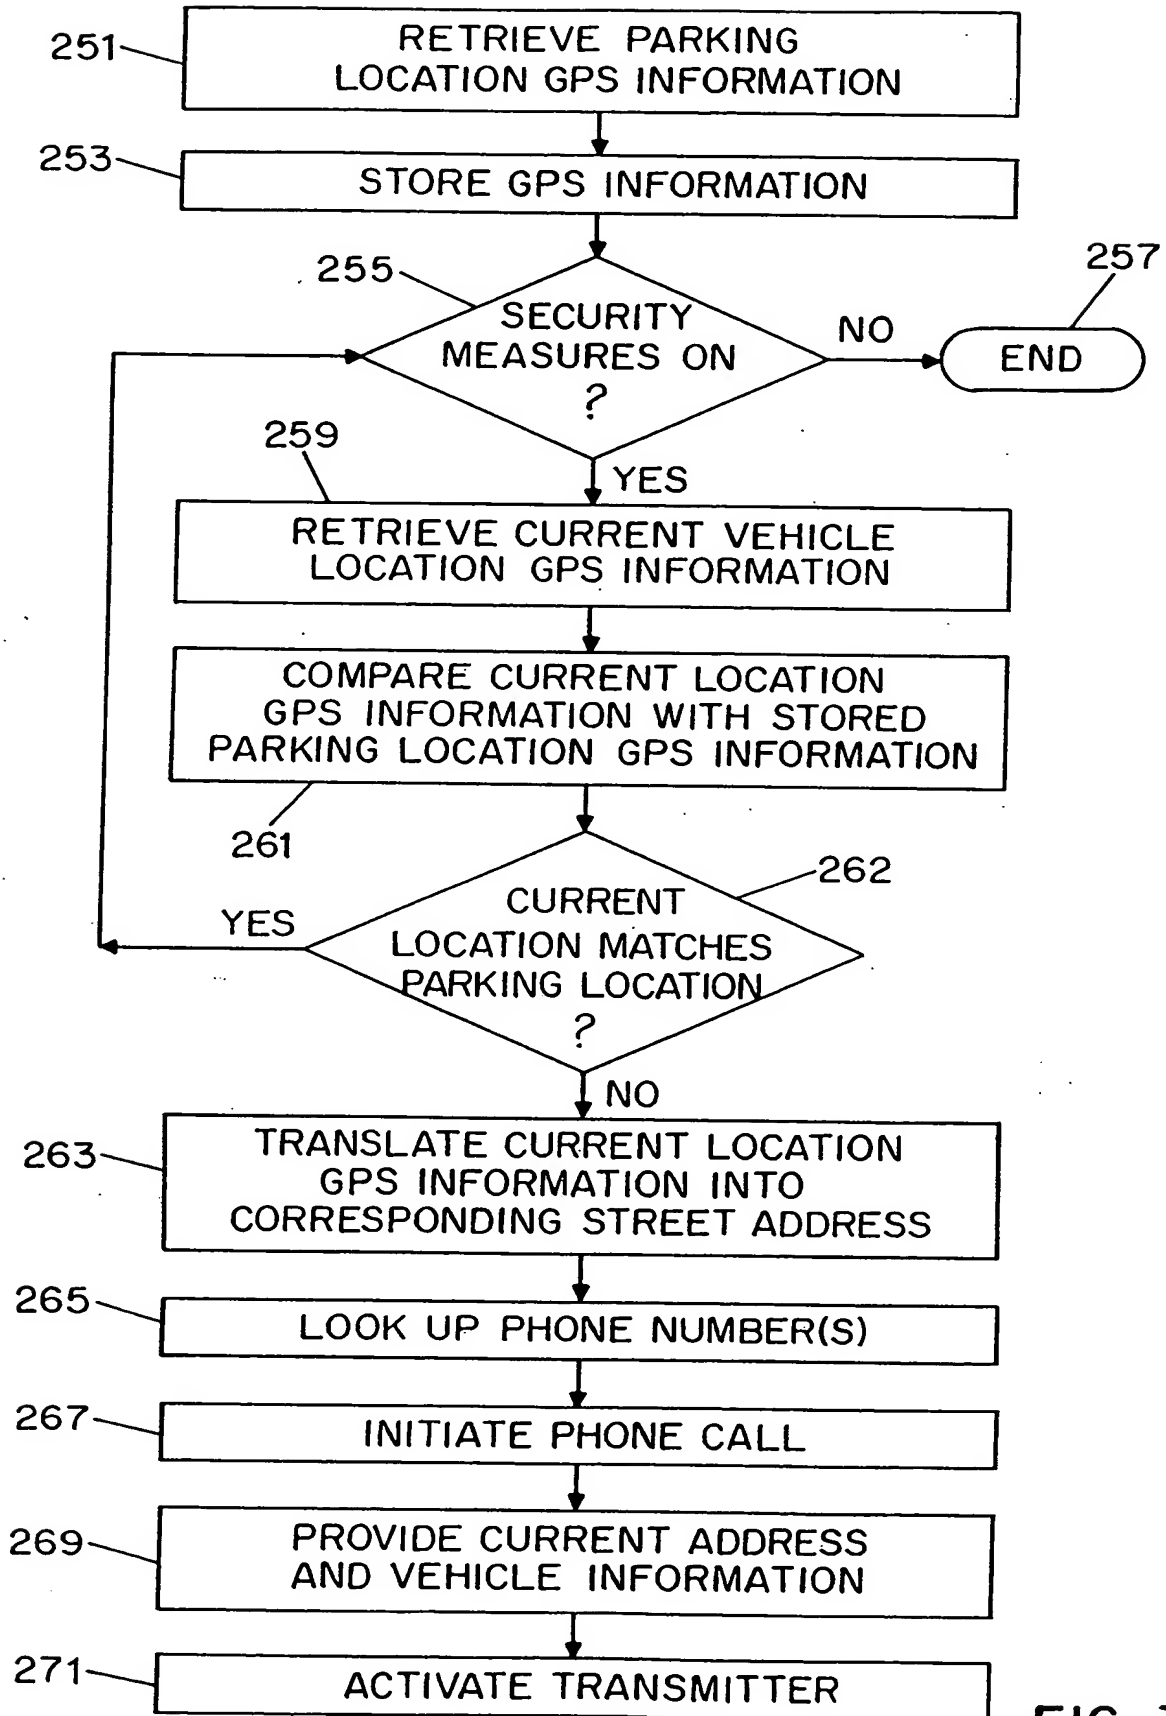 251
RETRIEVE PARKING
LOCATION GPS INFORMATION
253
STORE GPS INFORMATION
255
SECURITY
MEASURES ON
?
NO
257
END
YES
259
RETRIEVE CURRENT VEHICLE
LOCATION GPS INFORMATION
COMPARE CURRENT LOCATION
GPS INFORMATION WITH STORED
PARKING LOCATION GPS INFORMATION
261
262
CURRENT
LOCATION MATCHES
PARKING LOCATION
?
YES
NO
263
TRANSLATE CURRENT LOCATION
GPS INFORMATION INTO
CORRESPONDING STREET ADDRESS
265
LOOK UP PHONE NUMBER(S)
267
INITIATE PHONE CALL
269
PROVIDE CURRENT ADDRESS
AND VEHICLE INFORMATION
271
ACTIVATE TRANSMITTER
FIG.